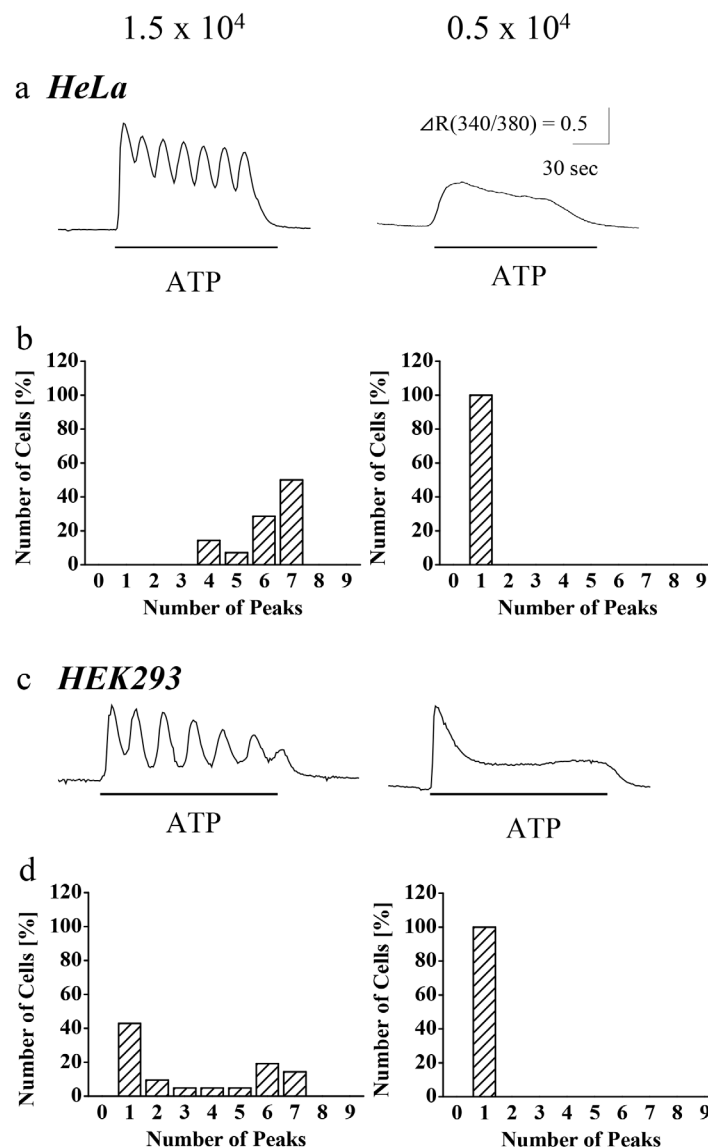 1.5 x 10⁴ 0.5 x 10⁴
a HeLa
⊿R(340/380) = 0.5
30 sec
ATP ATP
b
120 120
100 100
80 80
60 60
40 40
20 20
0 0
Number of Cells [%] Number of Cells [%]
0 1 2 3 4 5 6 7 8 9 0 1 2 3 4 5 6 7 8 9
Number of Peaks Number of Peaks
c HEK293
ATP ATP
d
120 120
100 100
80 80
60 60
40 40
20 20
0 0
Number of Cells [%] Number of Cells [%]
0 1 2 3 4 5 6 7 8 9 0 1 2 3 4 5 6 7 8 9
Number of Peaks Number of Peaks